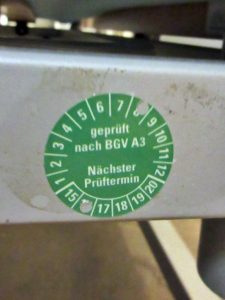 1 2 3 4 5 6 7 8 9 10 11 12
geprüft
nach BGV A3
Nächster
Prüftermin
15 17 18 19 20